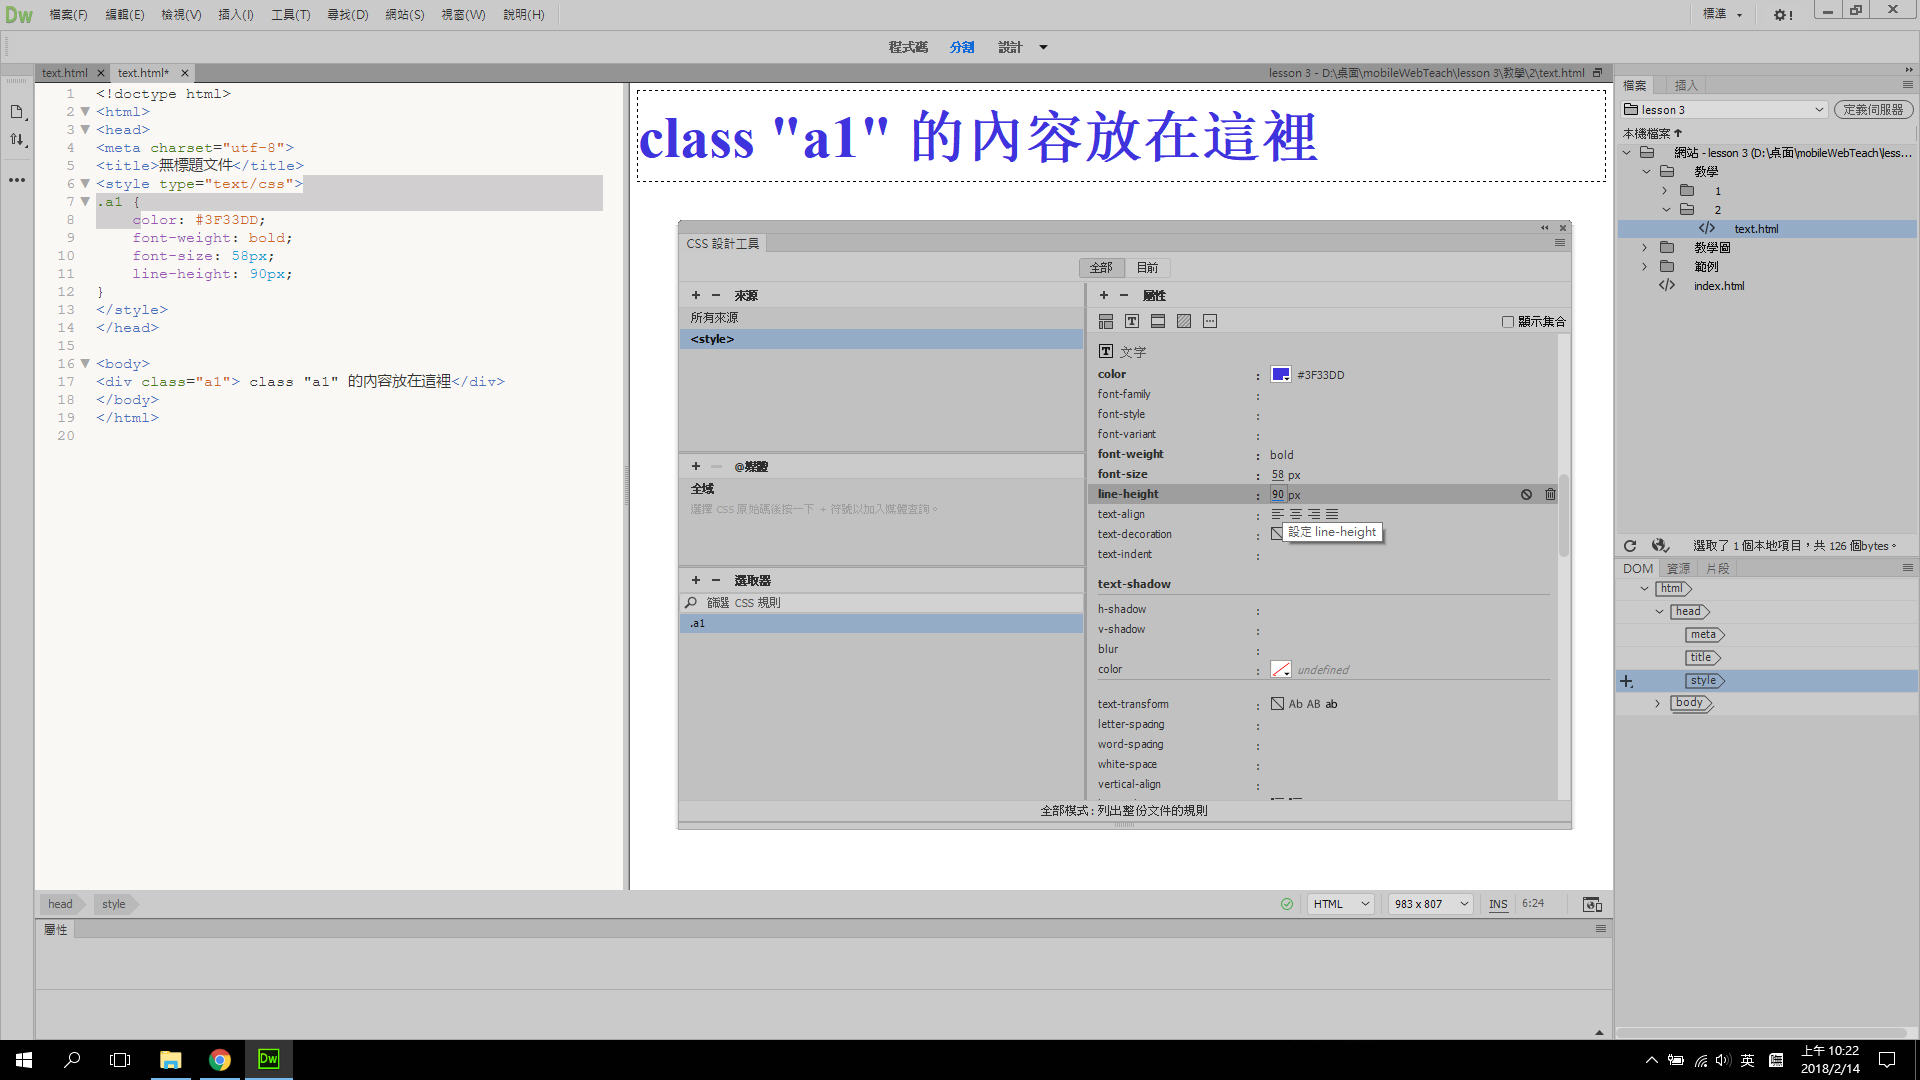 Dw 檔案(F) 編輯(E) 檢視(V) 插入(I) 工具(T) 尋找(D) 網站(S) 視窗(W) 說明(H) 標準 !
程式碼 分割 設計
text.html × text.html* × lesson 3 - D:\桌面\mobileWebTeach\lesson 3\教學\2\text.html
1 <!doctype html>
2 <html>
3 <head>
4 <meta charset="utf-8">
5 <title>無標題文件</title>
6 <style type="text/css">
7 .a1 {
8 color: #3F33DD;
9 font-weight: bold;
10 font-size: 58px;
11 line-height: 90px;
12 }
13 </style>
14 </head>
15
16 <body>
17 <div class="a1"> class "a1" 的內容放在這裡</div>
18 </body>
19 </html>
20
class "a1" 的內容放在這裡
CSS 設計工具
全部 目前
+ − 來源
所有來源
<style>
+ − @媒體
全域
選擇 CSS 原始碼後按一下 + 符號以加入媒體查詢。
+ − 選取器
篩選 CSS 規則
.a1
+ − 屬性
顯示集合
T 文字
color : #3F33DD
font-family :
font-style :
font-variant :
font-weight : bold
font-size : 58 px
line-height : 90 px
text-align :
text-decoration :
設定 line-height
text-indent :
text-shadow
h-shadow :
v-shadow :
blur :
color : undefined
text-transform : Ab AB ab
letter-spacing :
word-spacing :
white-space :
vertical-align :
全部模式 : 列出整份文件的規則
head style
HTML 983 x 807 INS 6:24
屬性
檔案 插入
lesson 3 定義伺服器
本機檔案
網站 - lesson 3 (D:\桌面\mobileWebTeach\less...
教學
1
2
text.html
教學圖
範例
index.html
選取了 1 個本地項目，共 126 個bytes。
DOM 資源 片段
html
head
meta
title
style
body
Dw
英
上午 10:22
2018/2/14